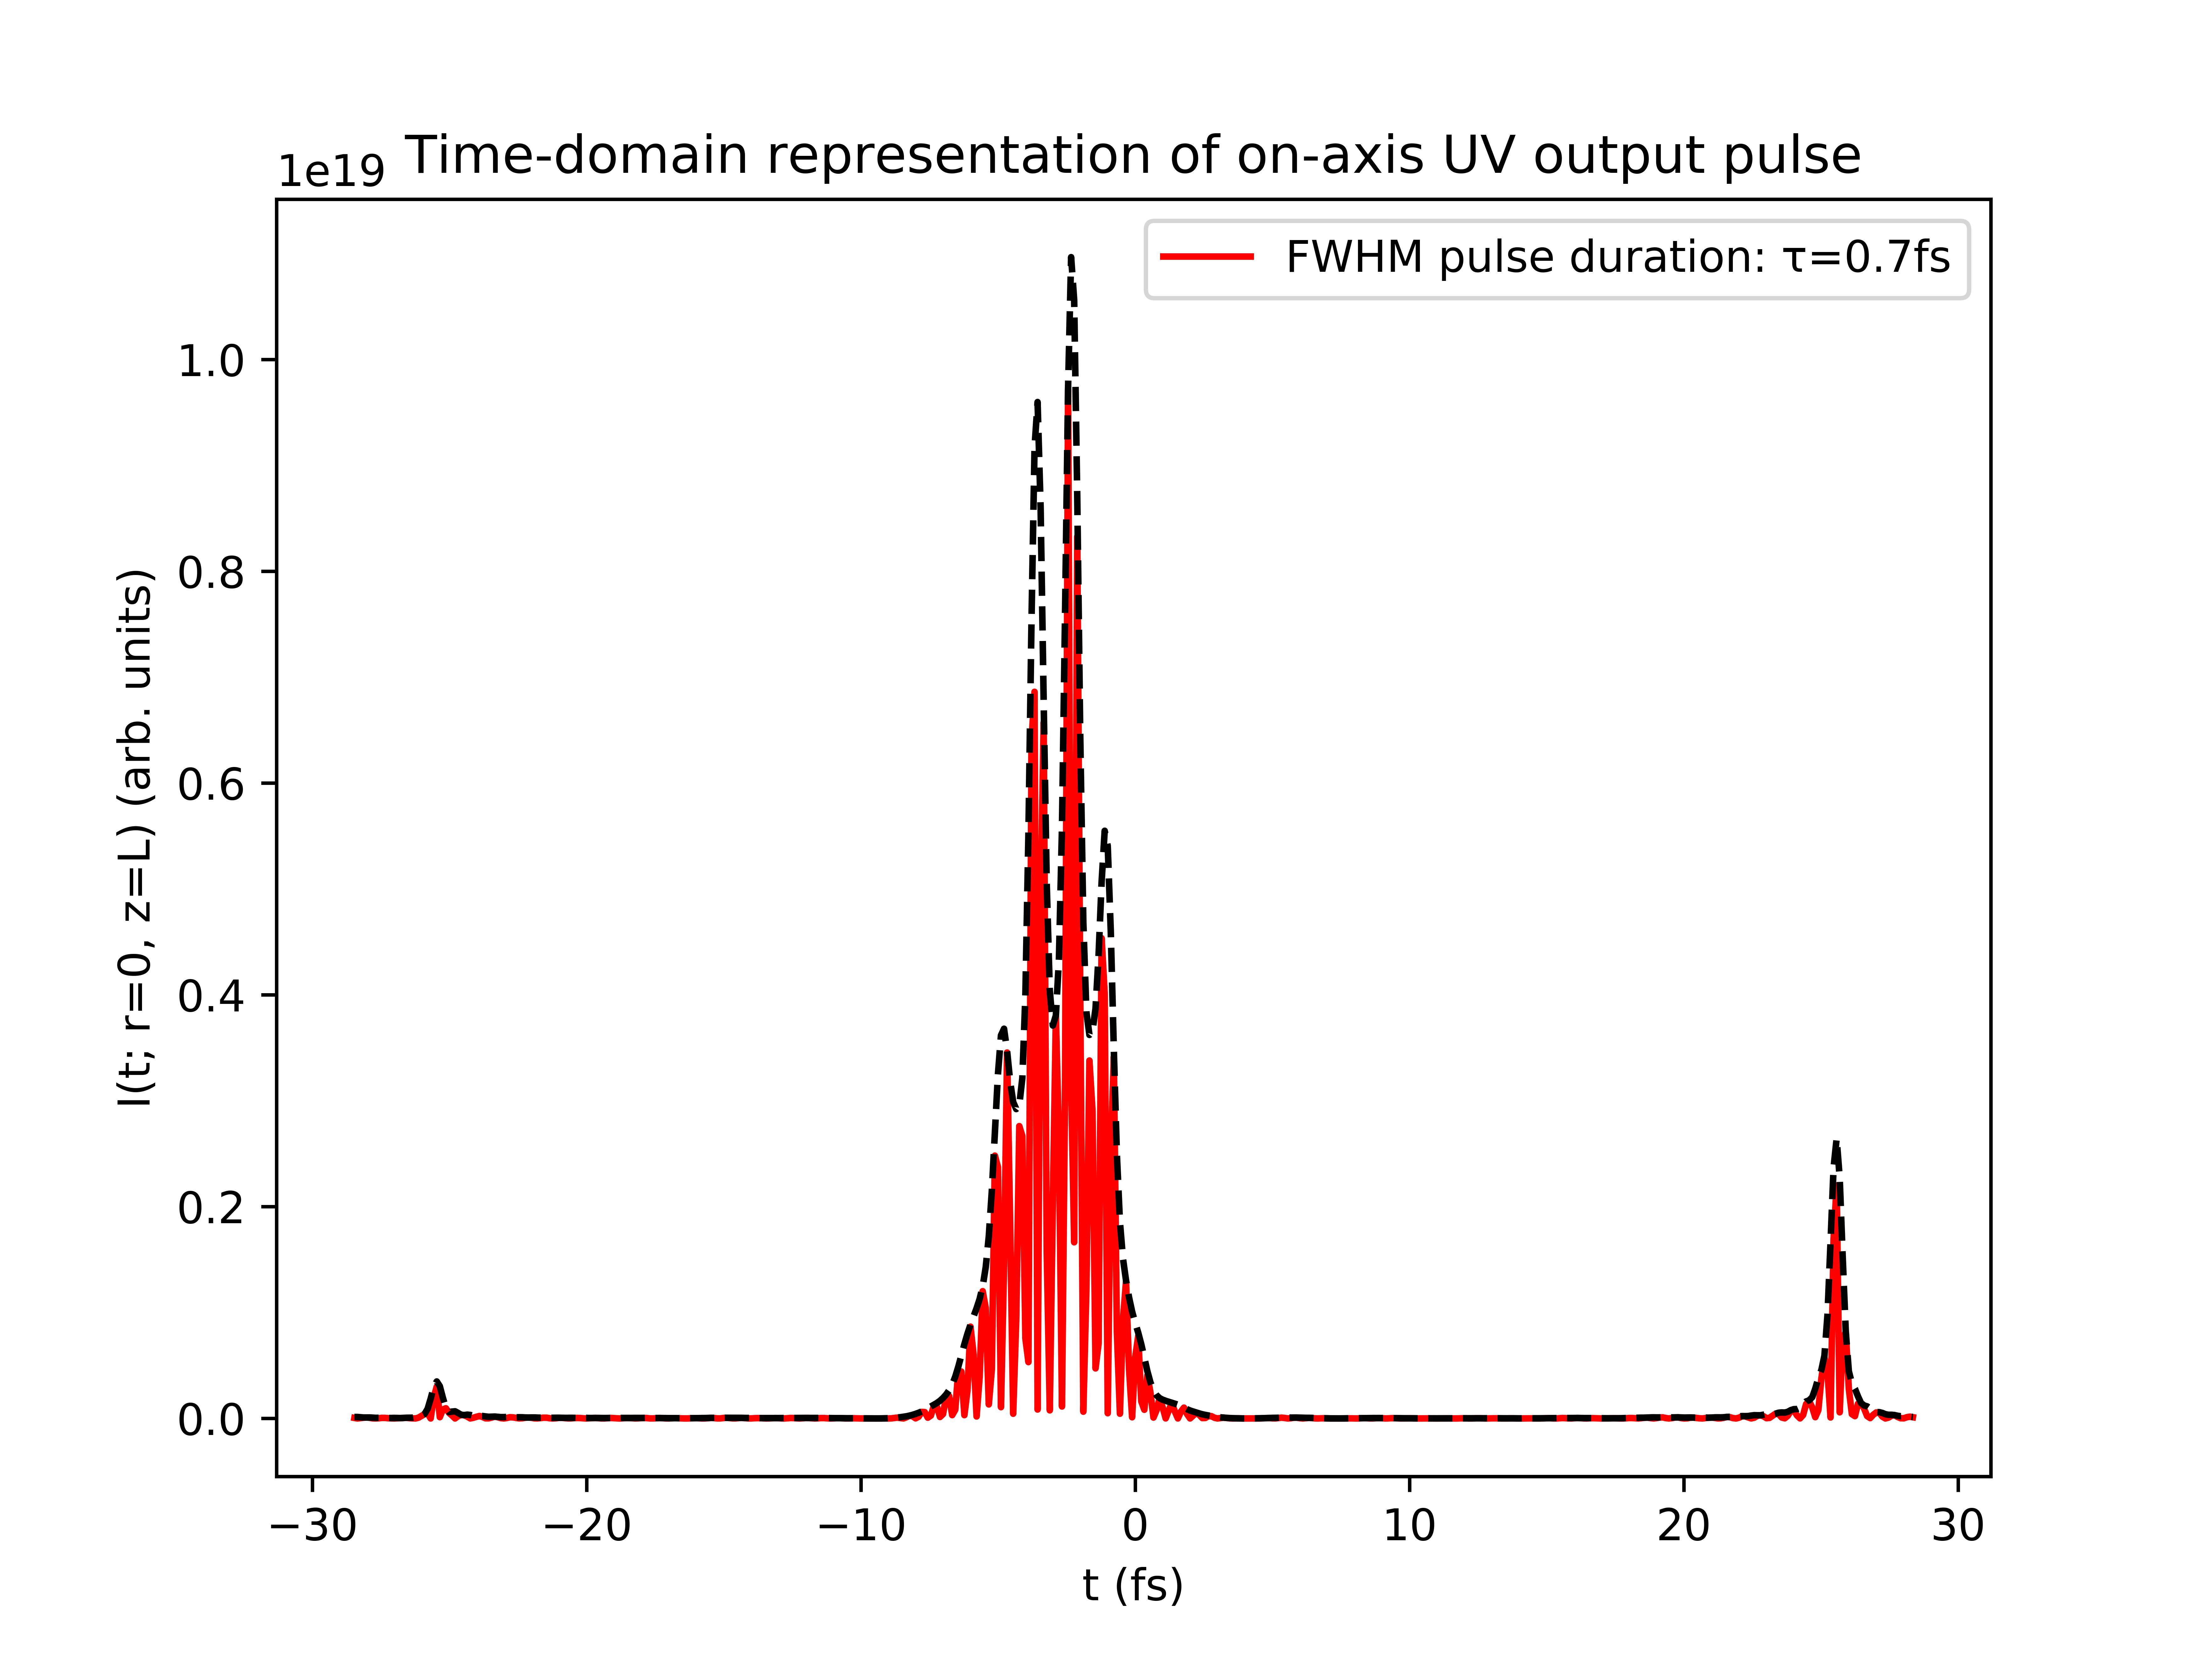 Time-domain representation of on-axis UV output pulse
1e19
FWHM pulse duration: τ=0.7fs
I(t; r=0, z=L) (arb. units)
1.0
0.8
0.6
0.4
0.2
0.0
−30 −20 −10 0 10 20 30
t (fs)